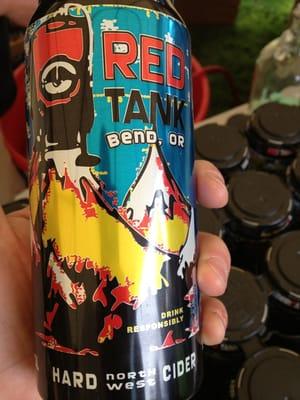 RED
TANK
Bend, OR
DRINK
RESPONSIBLY
HARD NORTH WEST CIDER